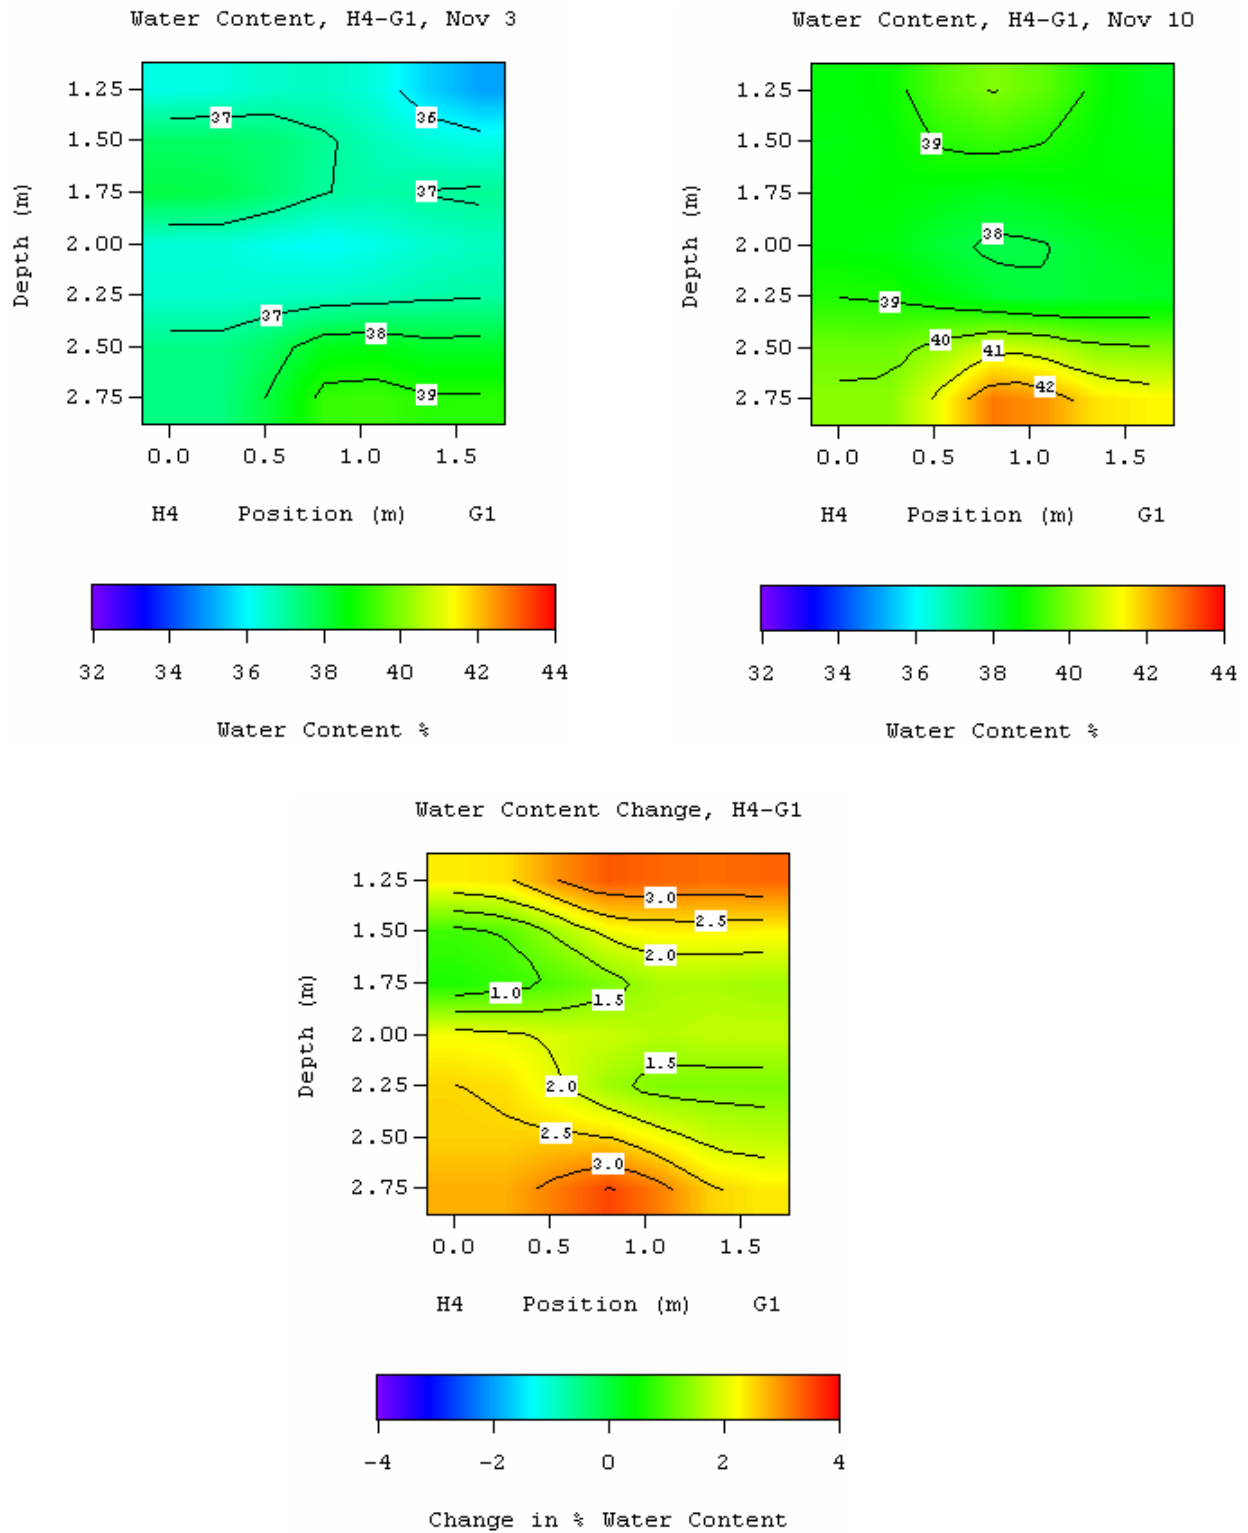 Water Content, H4-G1, Nov 3
1.25
1.50
1.75
2.00
2.25
2.50
2.75
Depth (m)
37
36
37
37
38
39
0.0 0.5 1.0 1.5
H4 Position (m) G1
32 34 36 38 40 42 44
Water Content %
Water Content, H4-G1, Nov 10
1.25
1.50
1.75
2.00
2.25
2.50
2.75
Depth (m)
39
38
39
40
41
42
0.0 0.5 1.0 1.5
H4 Position (m) G1
32 34 36 38 40 42 44
Water Content %
Water Content Change, H4-G1
1.25
1.50
1.75
2.00
2.25
2.50
2.75
Depth (m)
3.0
2.5
2.0
1.0
1.5
1.5
2.0
2.5
3.0
0.0 0.5 1.0 1.5
H4 Position (m) G1
-4 -2 0 2 4
Change in % Water Content